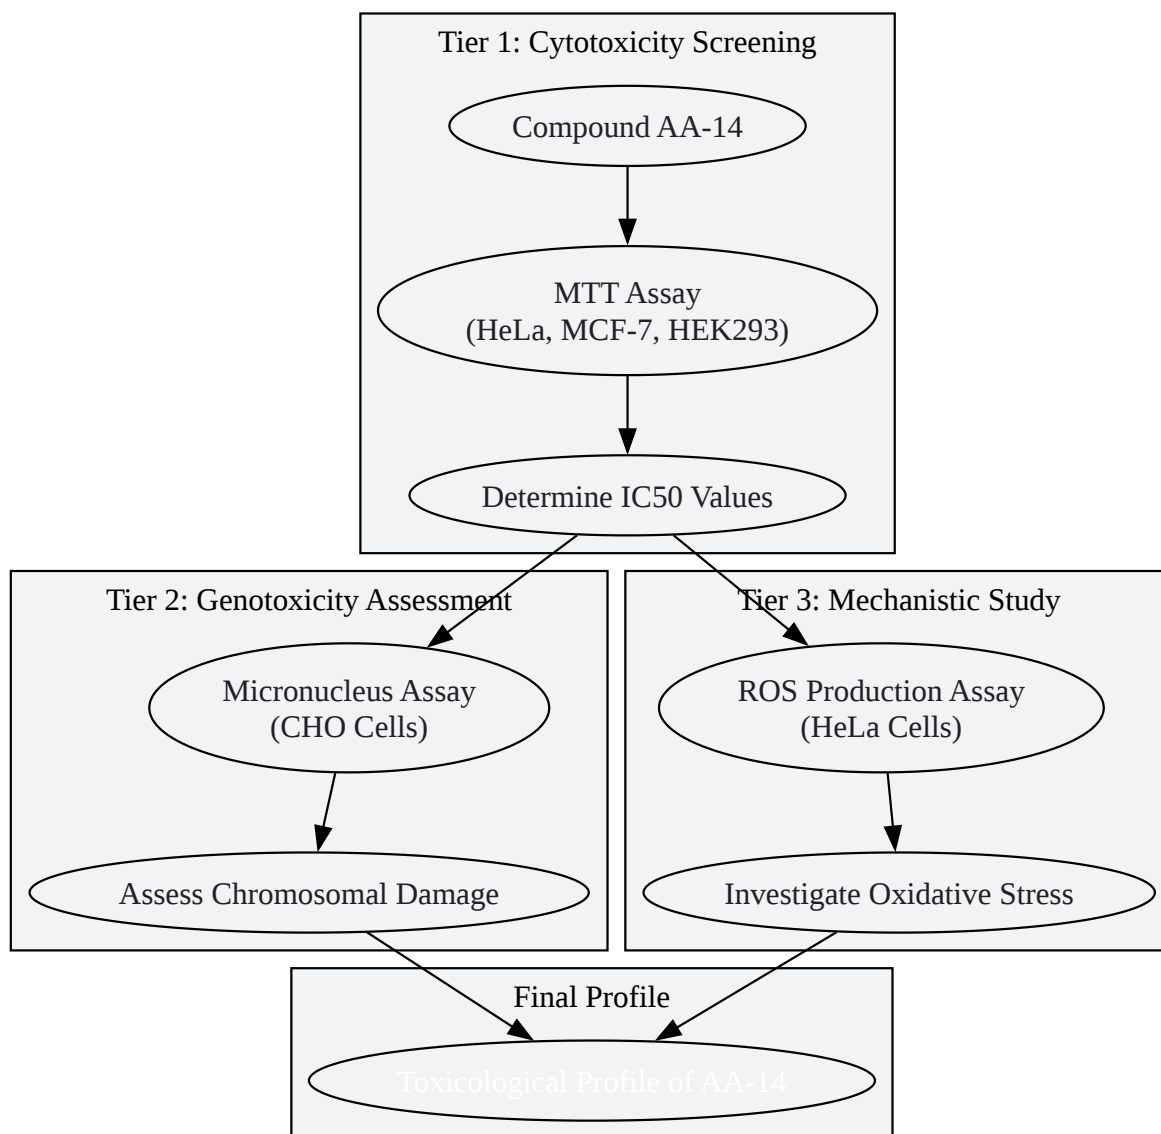 Tier 1: Cytotoxicity Screening
Compound AA-14
MTT Assay
(HeLa, MCF-7, HEK293)
Determine IC50 Values
Tier 2: Genotoxicity Assessment
Micronucleus Assay
(CHO Cells)
Assess Chromosomal Damage
Tier 3: Mechanistic Study
ROS Production Assay
(HeLa Cells)
Investigate Oxidative Stress
Final Profile
Toxicological Profile of AA-14